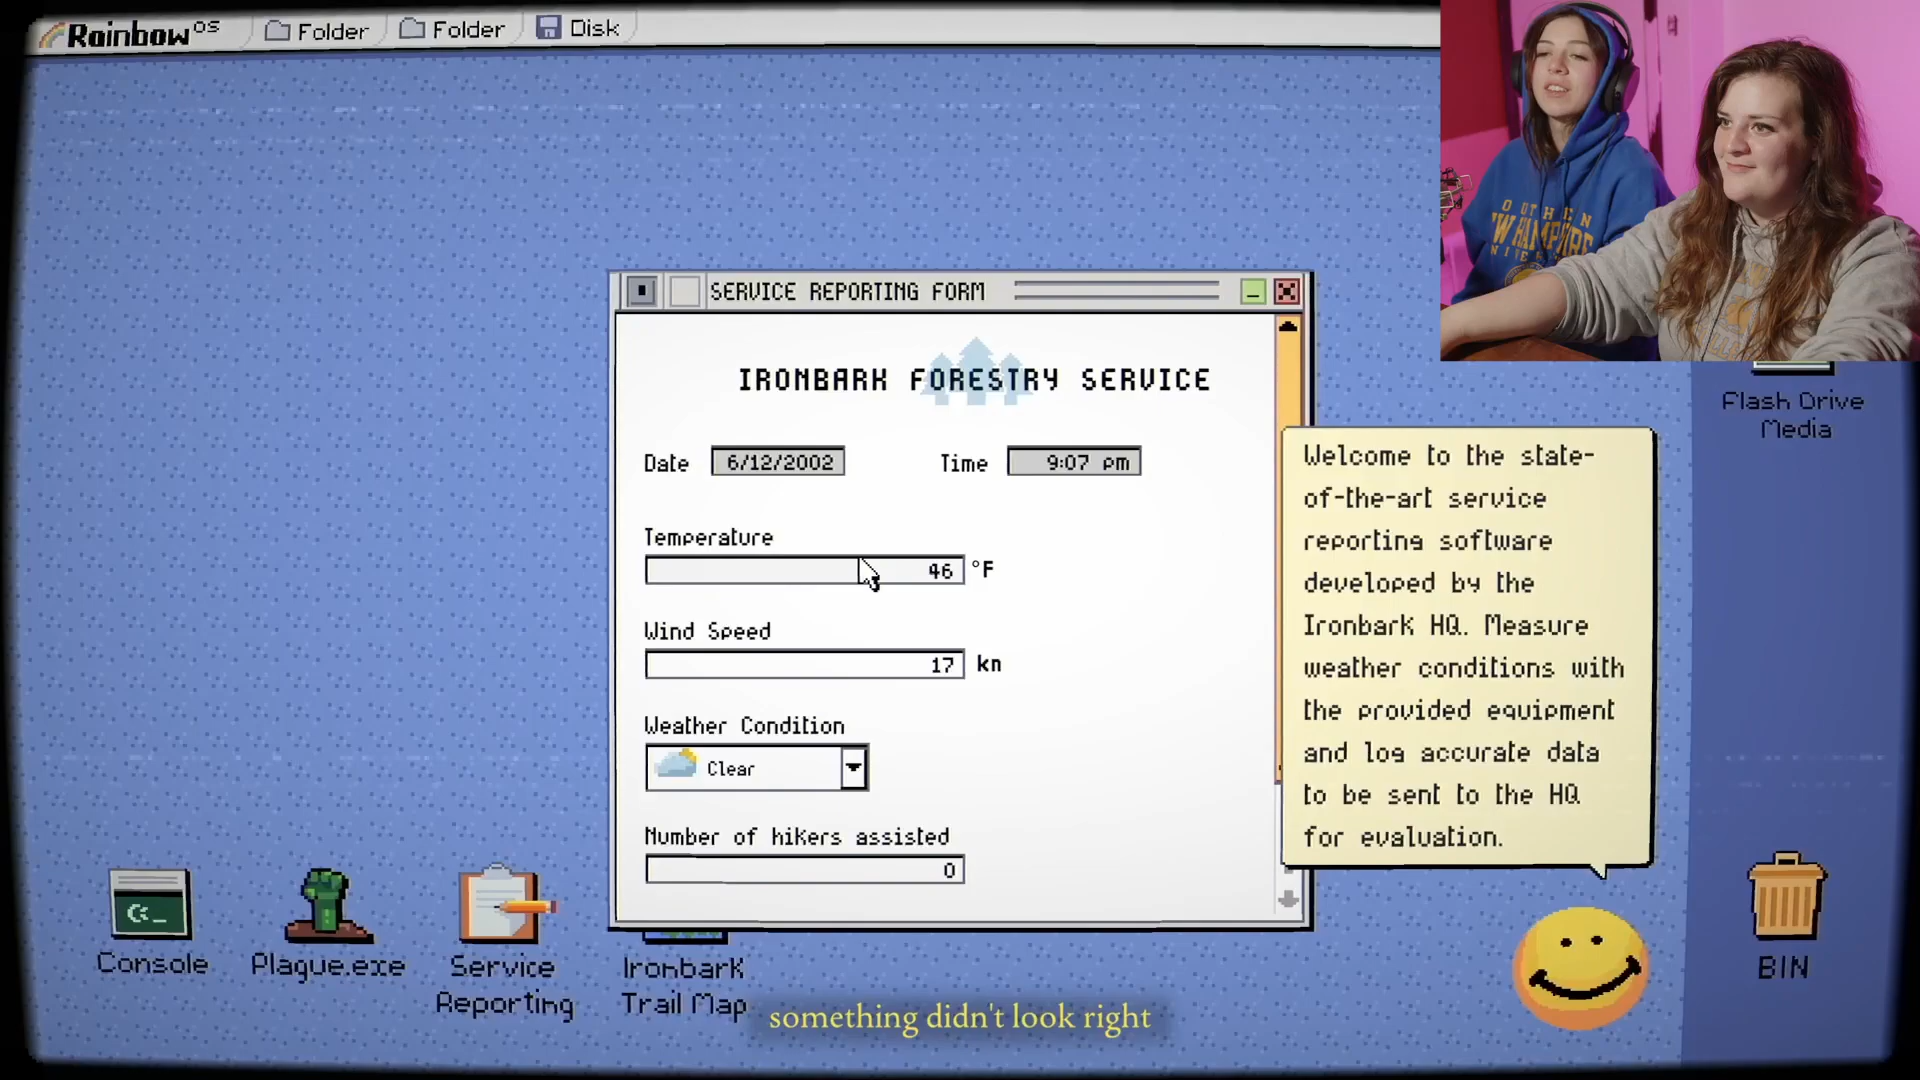 Rainbow OS
Folder
Folder
Disk
SERVICE REPORTING FORM
IRONBARK FORESTRY SERVICE
Date 6/12/2002 Time 9:07 pm
Temperature
46 °F
Wind Speed
17 kn
Weather Condition
Clear
Number of hikers assisted
0
Flash Drive
Media
Welcome to the state-
of-the-art service
reporting software
developed by the
Ironbark HQ. Measure
weather conditions with
the provided equipment
and log accurate data
to be sent to the HQ
for evaluation.
C:_
Console
Plague.exe
Service
Reporting
Ironbark
Trail Map
BIN
something didn't look right